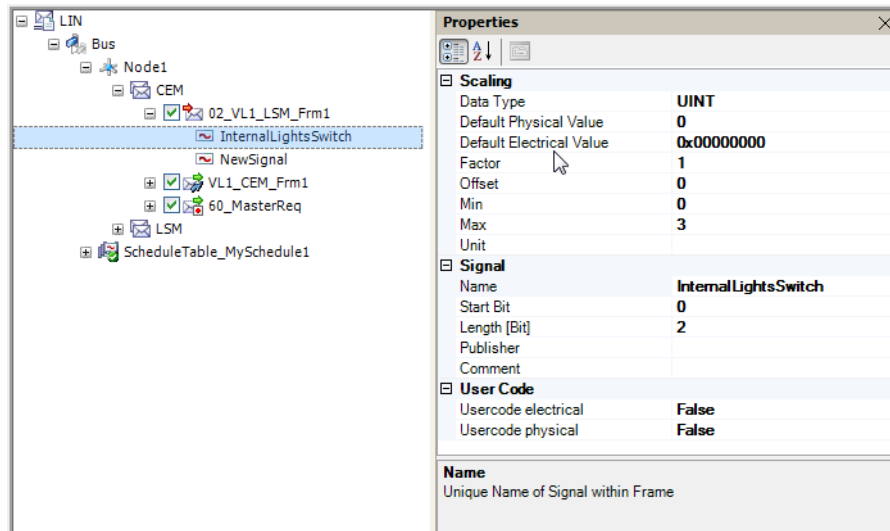 LIN
Bus
Node1
CEM
02_VL1_LSM_Frm1
InternalLightsSwitch
NewSignal
VL1_CEM_Frm1
60_MasterReq
LSM
ScheduleTable_MySchedule1
Properties
Scaling
Data Type UINT
Default Physical Value 0
Default Electrical Value 0x00000000
Factor 1
Offset 0
Min 0
Max 3
Unit
Signal
Name InternalLightsSwitch
Start Bit 0
Length [Bit] 2
Publisher
Comment
User Code
Usercode electrical False
Usercode physical False
Name
Unique Name of Signal within Frame